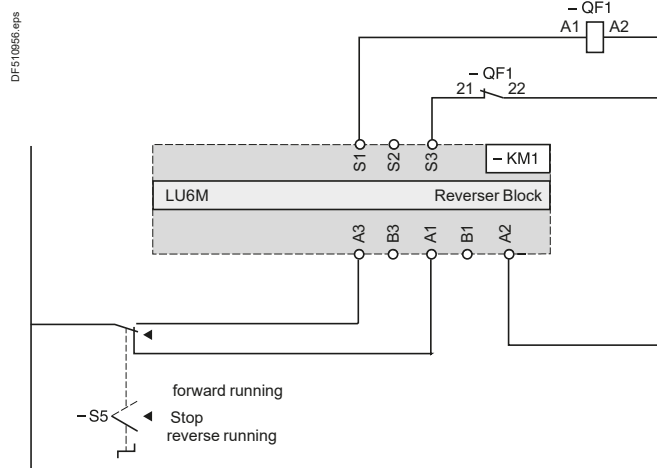 DF510956.eps
– QF1
A1 A2
– QF1
21 22
S1 S2 S3
– KM1
LU6M Reverser Block
A3 B3 A1 B1 A2
forward running
– S5 Stop
reverse running